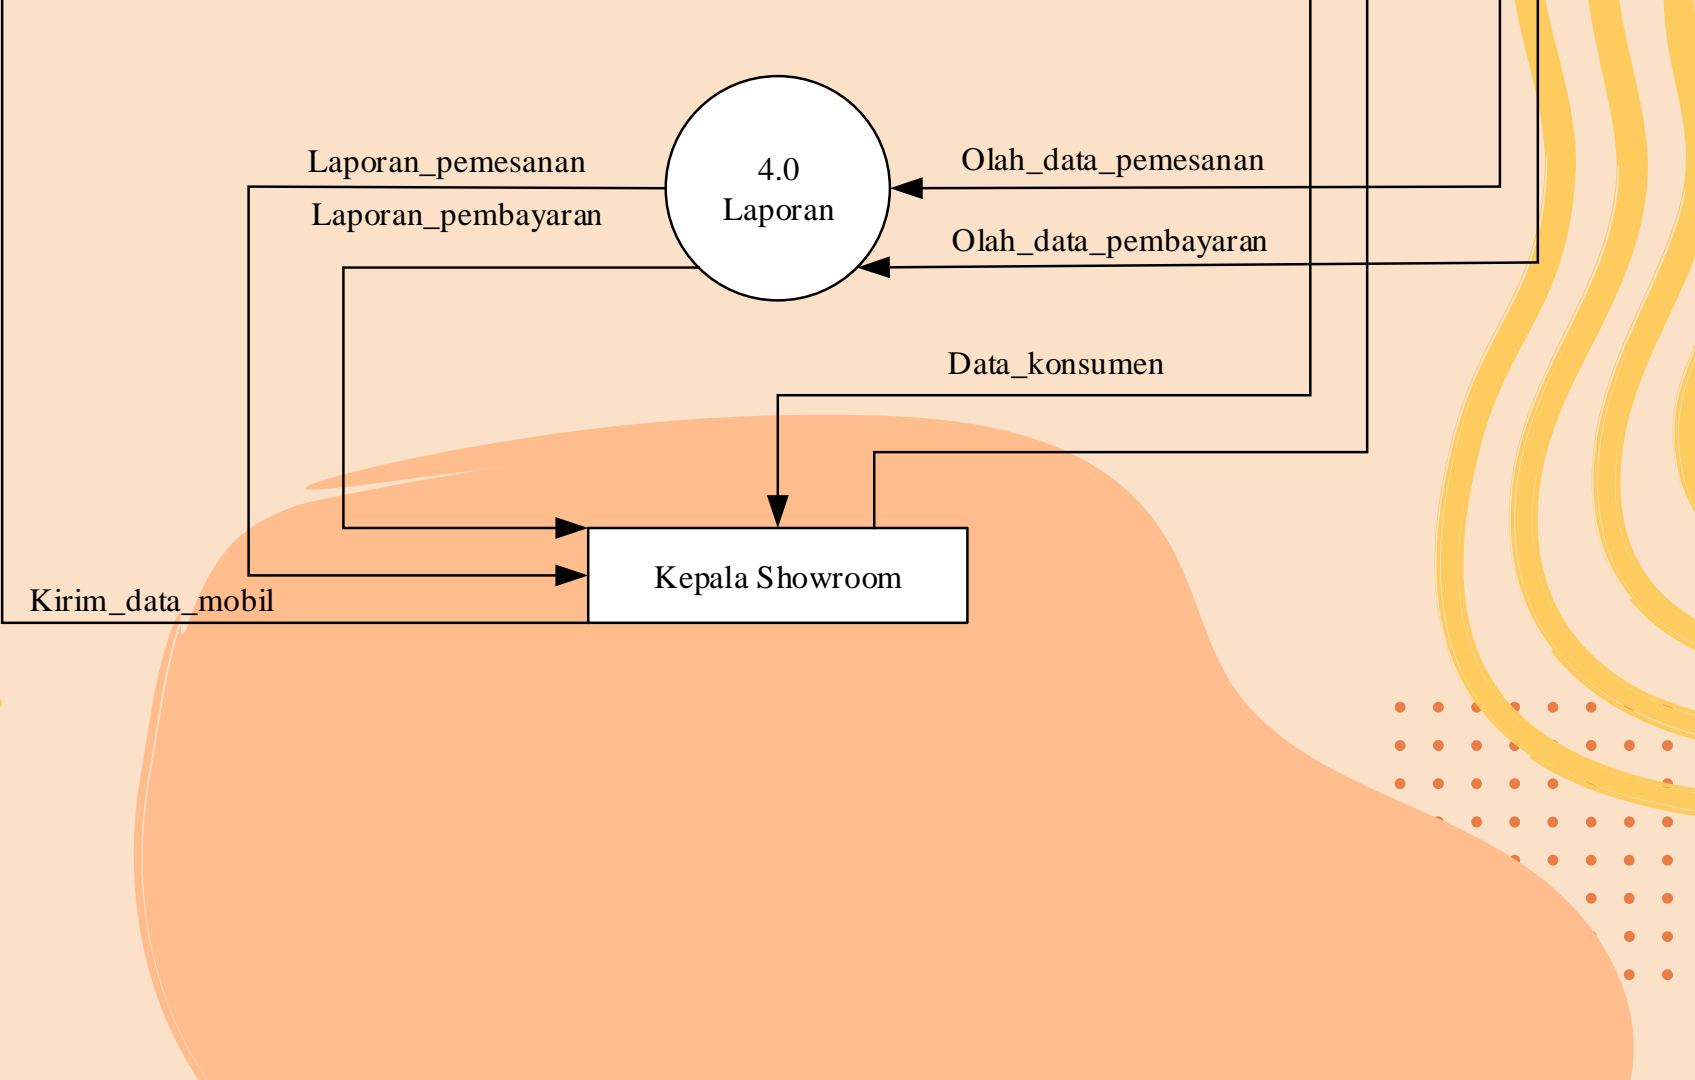 Laporan_pemesanan
Laporan_pembayaran
4.0
Laporan
Olah_data_pemesanan
Olah_data_pembayaran
Data_konsumen
Kepala Showroom
Kirim_data_mobil